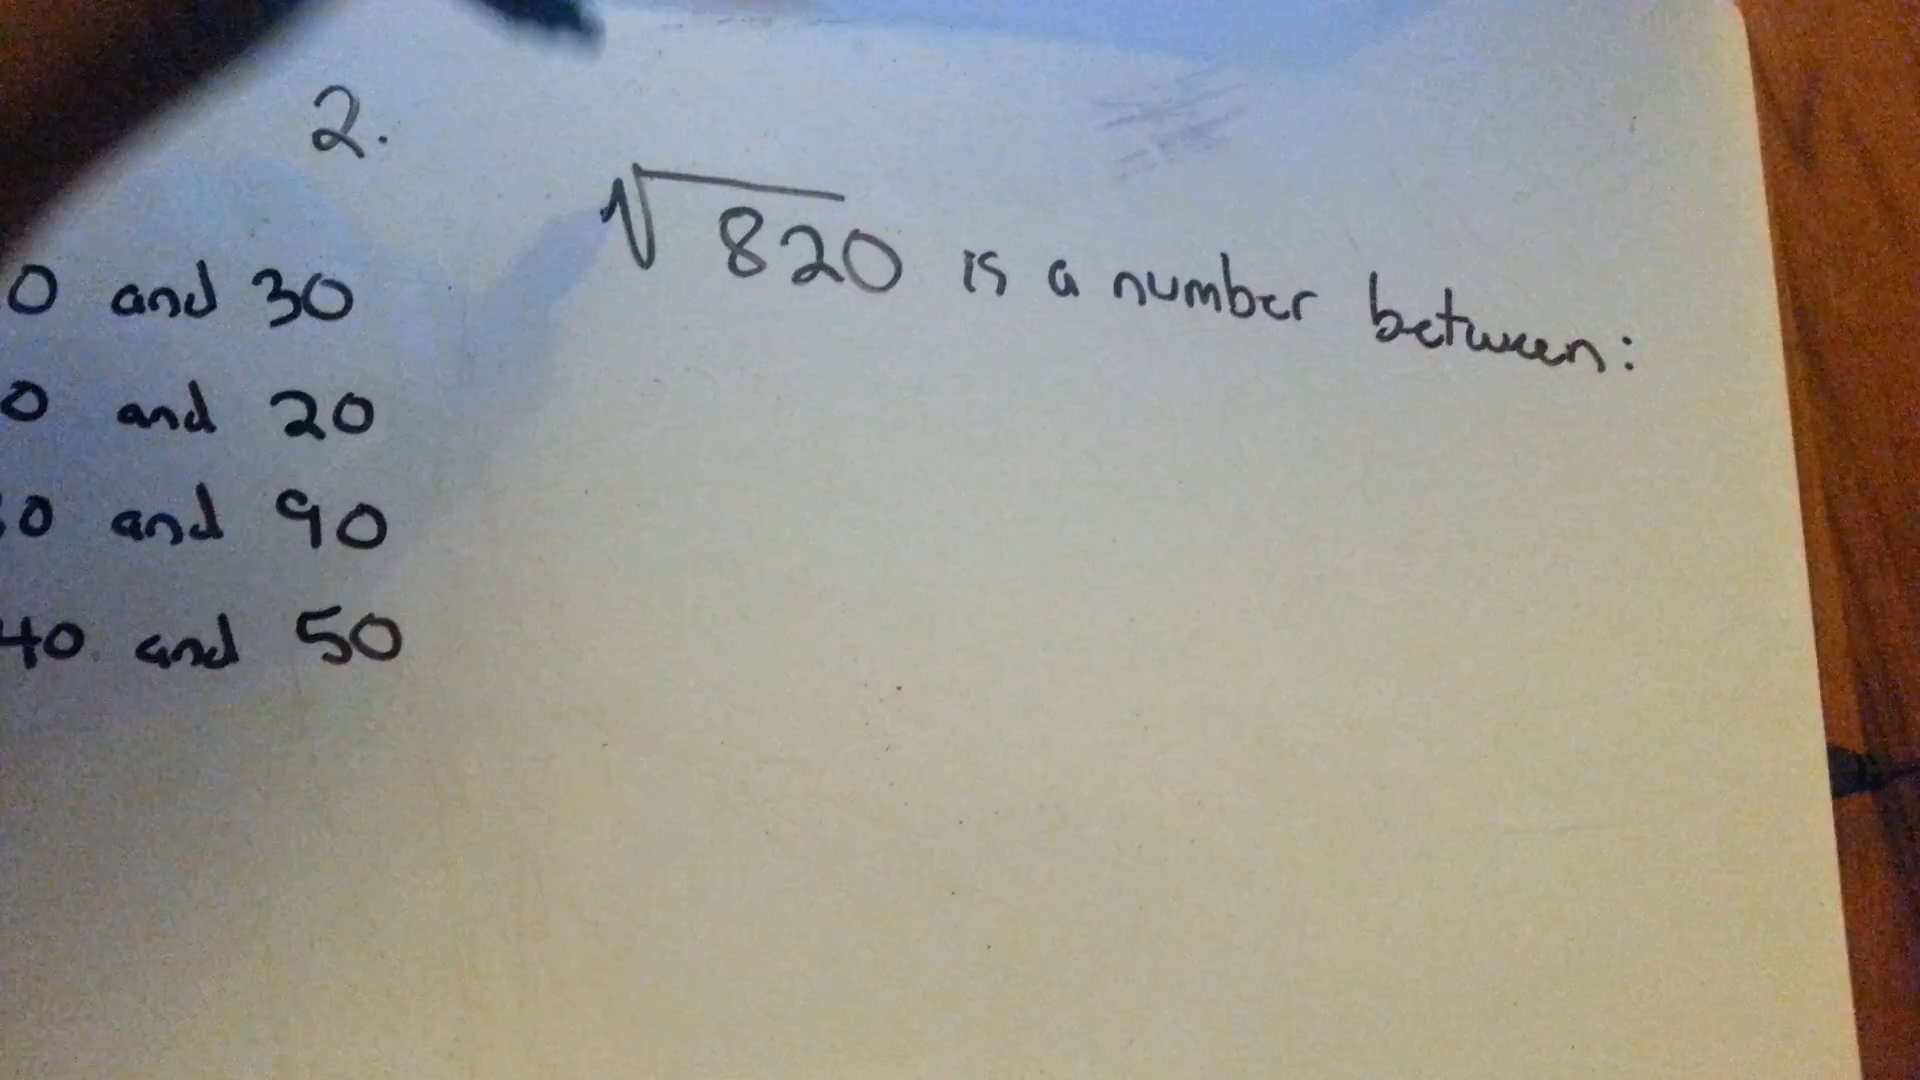 2.
√820 is a number between:
0 and 30
0 and 20
0 and 90
40 and 50